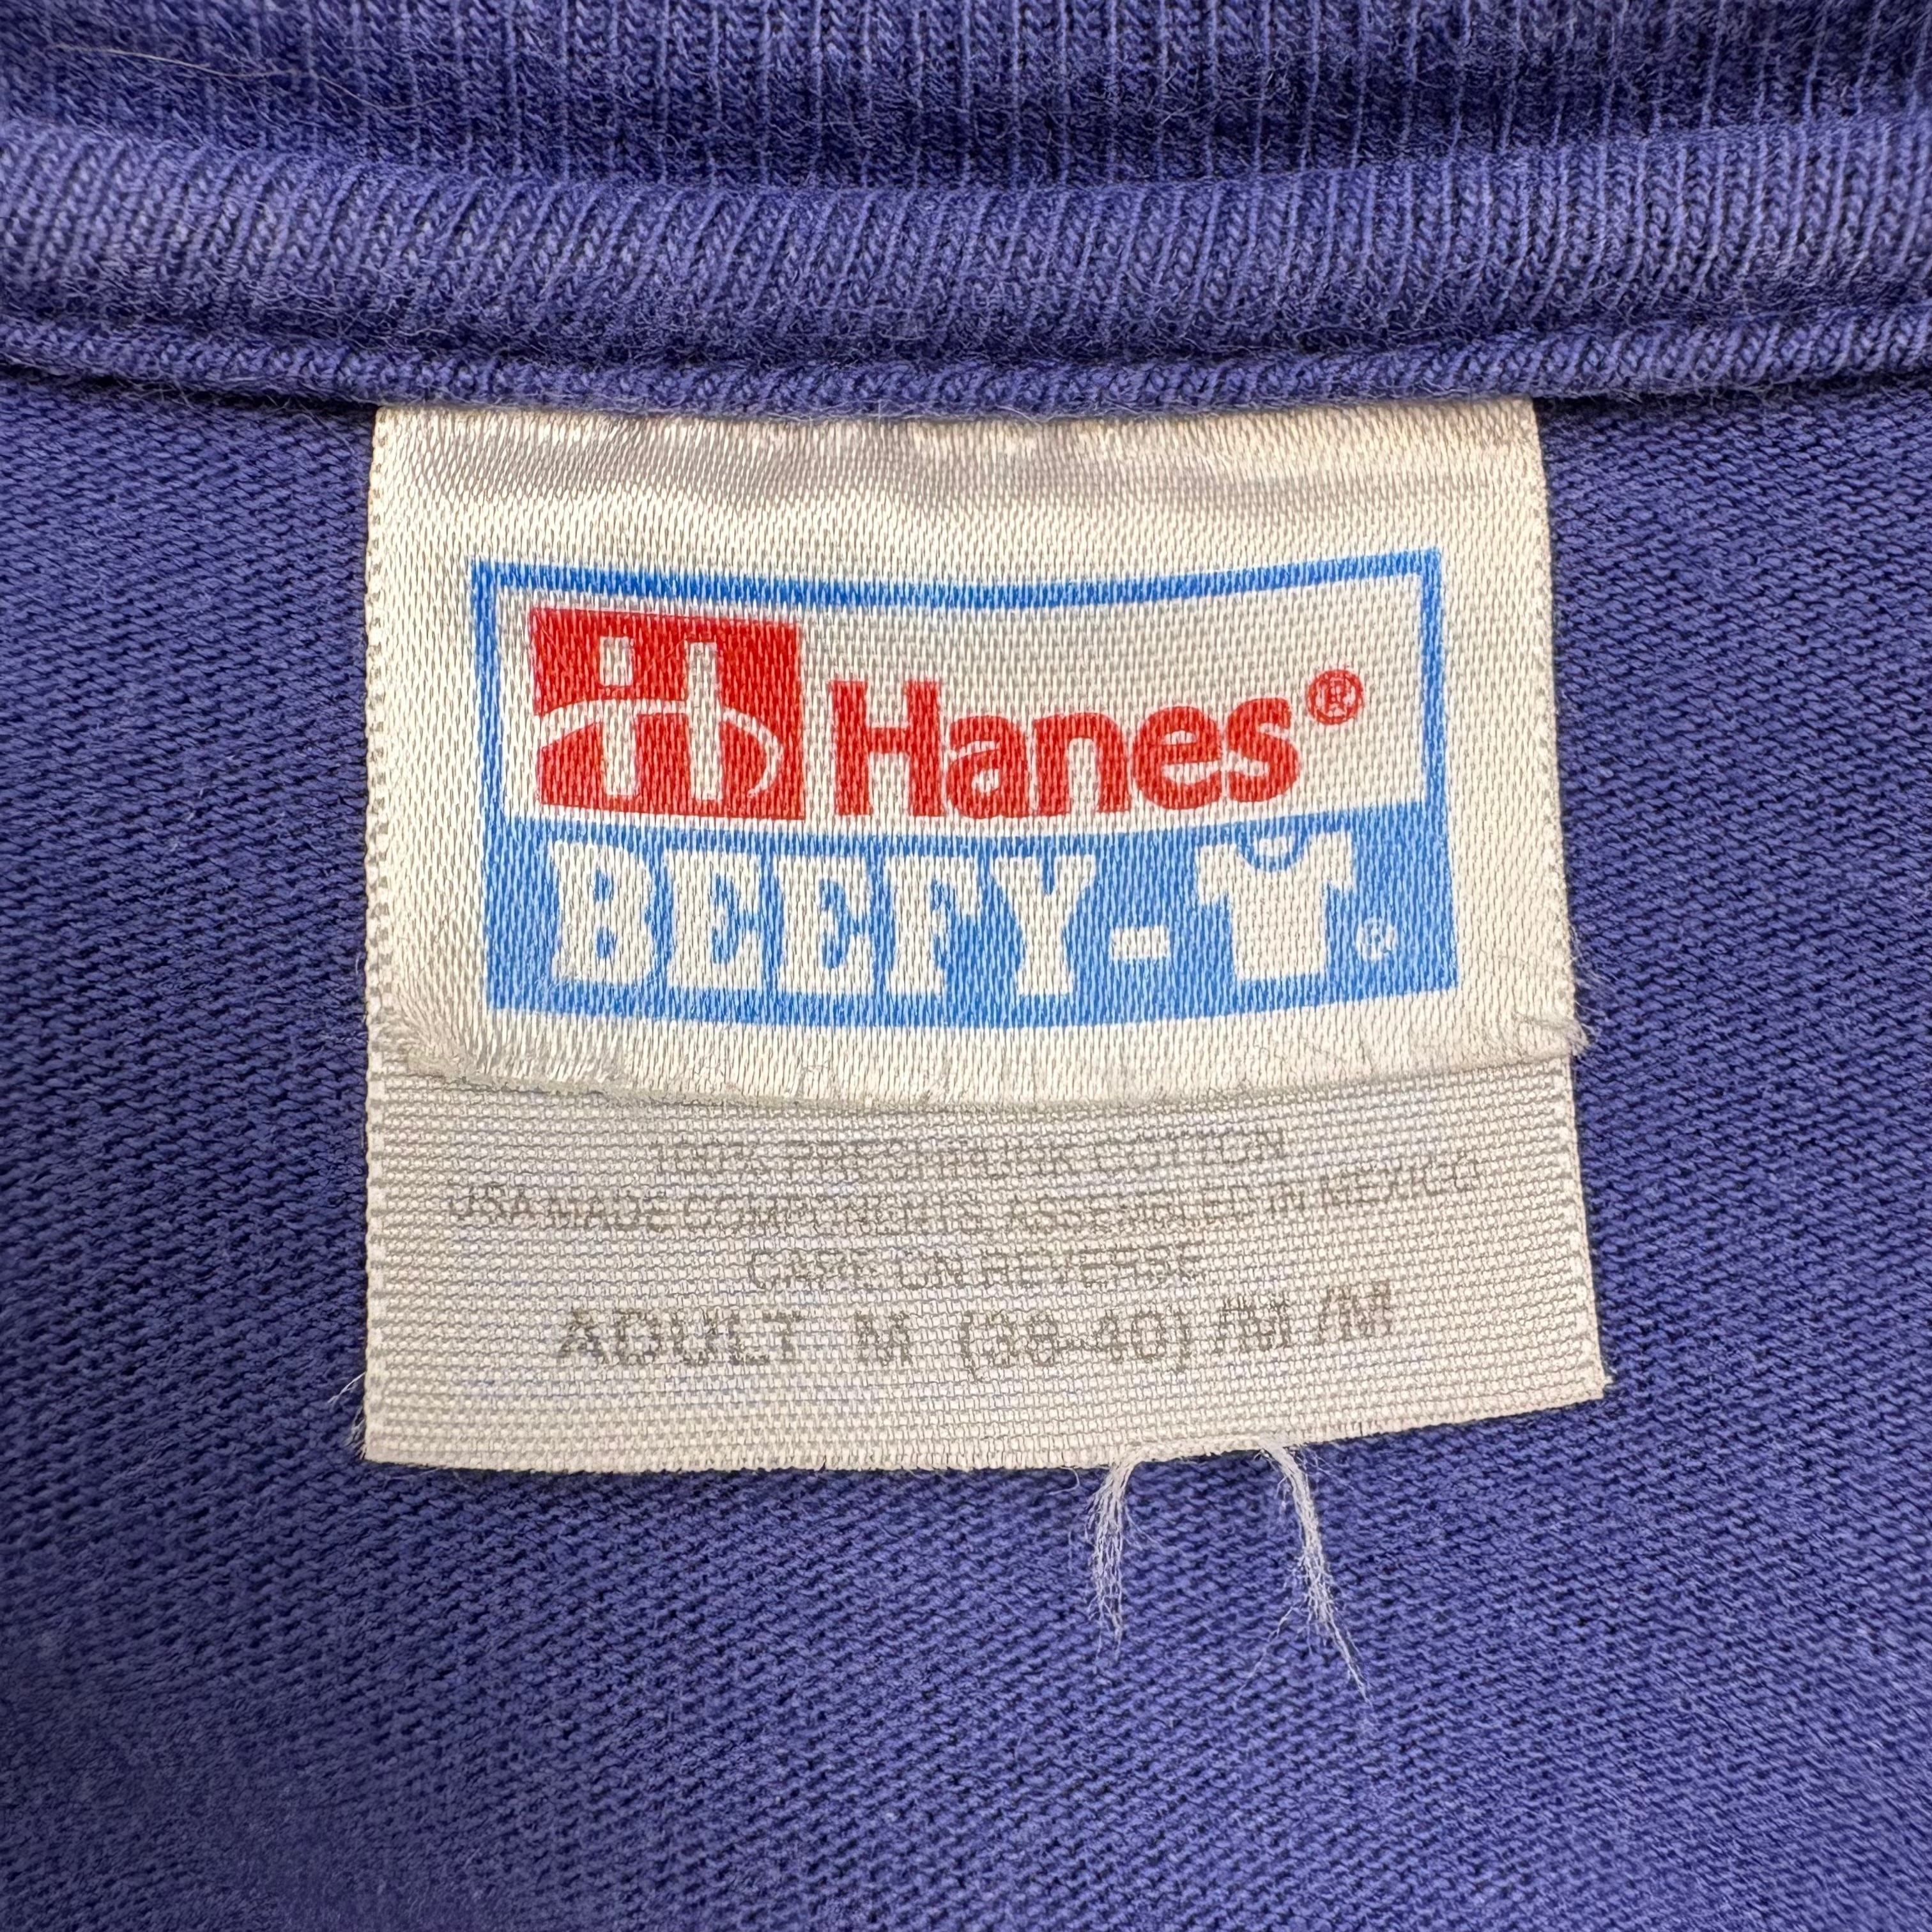 H Hanes®
BEEFY-T®
100% PRESHRUNK COTTON
USA MADE COMPONENTS ASSEMBLED IN MEXICO
CARE ON REVERSE
ADULT M (38-40) /M /M